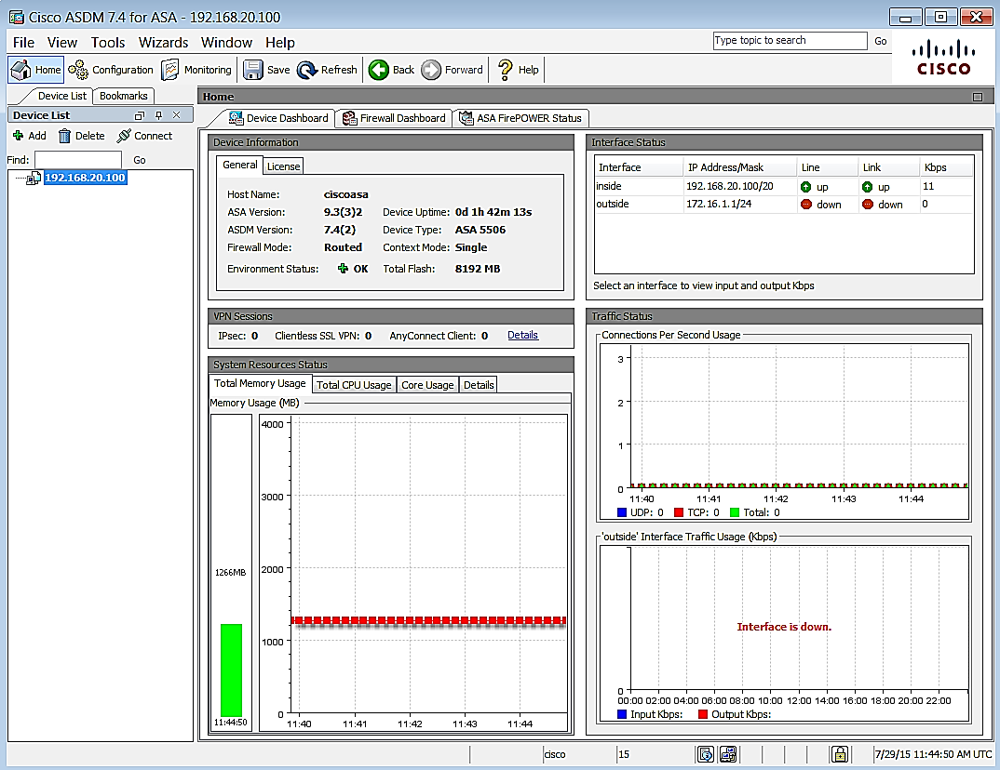 Cisco ASDM 7.4 for ASA - 192.168.20.100
File View Tools Wizards Window Help
Type topic to search Go
Home Configuration Monitoring Save Refresh Back Forward Help
CISCO
Device List Bookmarks
Device List
Add Delete Connect
Find: Go
192.168.20.100
Home
Device Dashboard Firewall Dashboard ASA FirePOWER Status
Device Information
General License
Host Name: ciscoasa
ASA Version: 9.3(3)2 Device Uptime: 0d 1h 42m 13s
ASDM Version: 7.4(2) Device Type: ASA 5506
Firewall Mode: Routed Context Mode: Single
Environment Status: OK Total Flash: 8192 MB
Interface Status
Interface IP Address/Mask Line Link Kbps
inside 192.168.20.100/20 up up 11
outside 172.16.1.1/24 down down 0
Select an interface to view input and output Kbps
VPN Sessions
IPsec: 0 Clientless SSL VPN: 0 AnyConnect Client: 0 Details
System Resources Status
Total Memory Usage Total CPU Usage Core Usage Details
Memory Usage (MB)
1266MB
11:44:50
4000
3000
2000
1000
0
11:40 11:41 11:42 11:43 11:44
Traffic Status
Connections Per Second Usage
3
2
1
0
11:40 11:41 11:42 11:43 11:44
UDP: 0 TCP: 0 Total: 0
'outside' Interface Traffic Usage (Kbps)
Interface is down.
0
00:00 02:00 04:00 06:00 08:00 10:00 12:00 14:00 16:00 18:00 20:00 22:00
Input Kbps: Output Kbps:
cisco 15 7/29/15 11:44:50 AM UTC